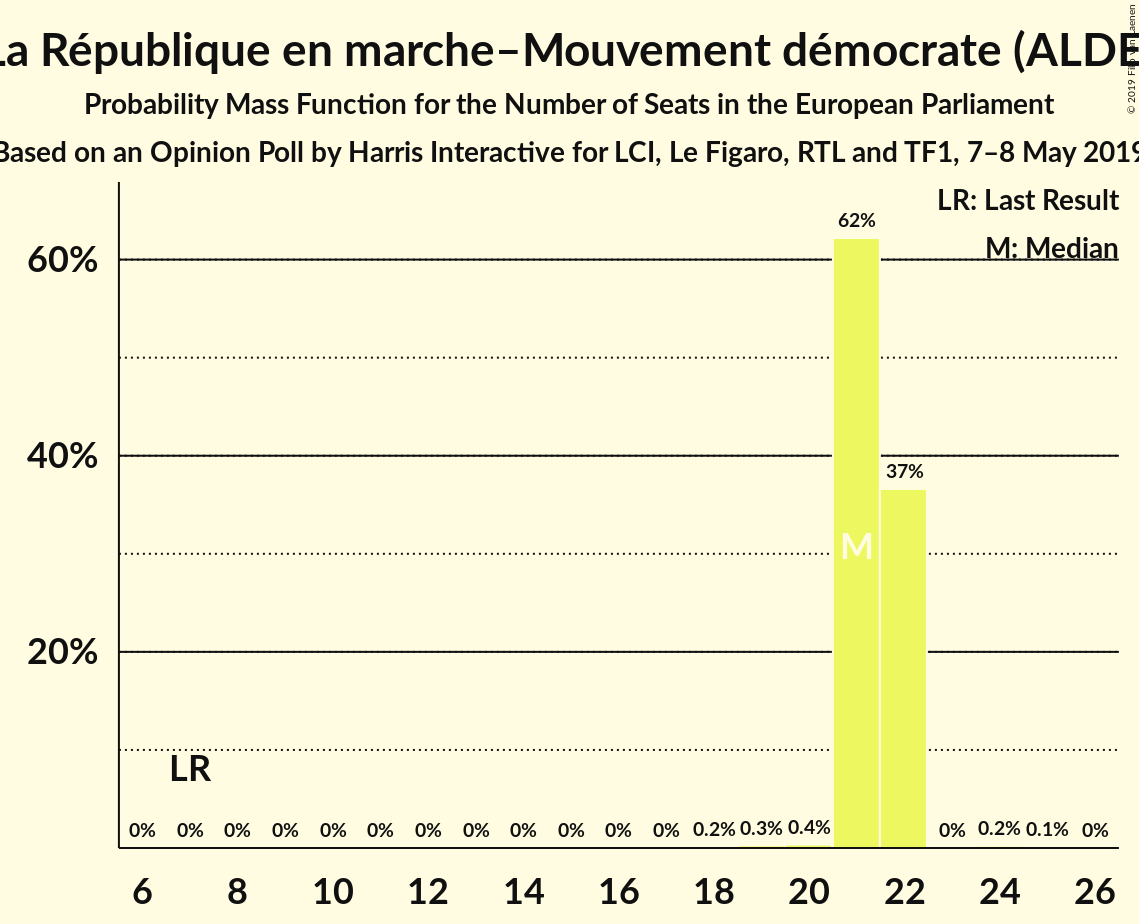 La République en marche–Mouvement démocrate (ALDE
Probability Mass Function for the Number of Seats in the European Parliament
Based on an Opinion Poll by Harris Interactive for LCI, Le Figaro, RTL and TF1, 7–8 May 2019
LR: Last Result
M: Median
60%
40%
20%
62%
37%
M
LR
0% 0% 0% 0% 0% 0% 0% 0% 0% 0% 0% 0% 0.2% 0.3% 0.4% 0% 0.2% 0.1% 0%
6 8 10 12 14 16 18 20 22 24 26
© 2019